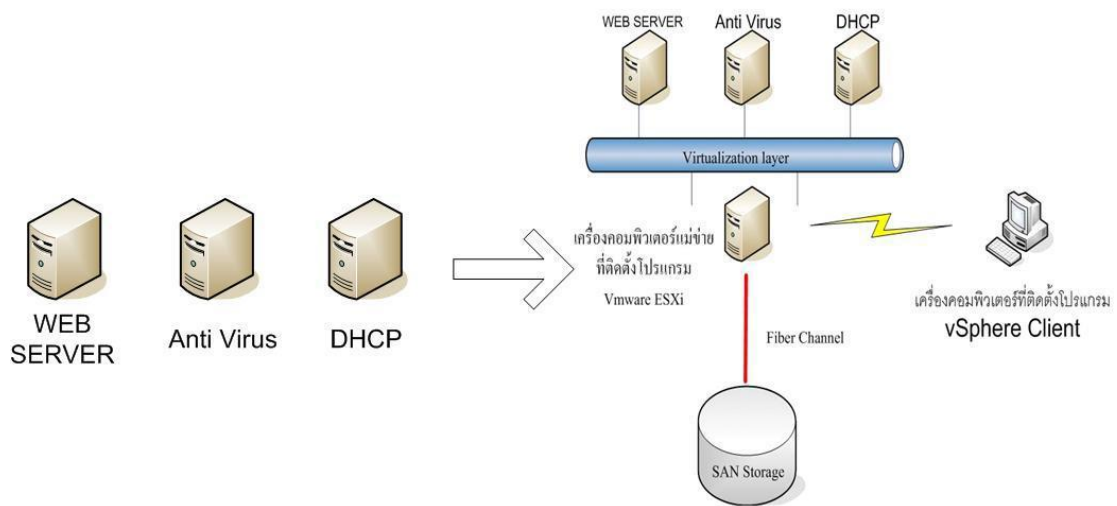 WEB SERVER
Anti Virus
DHCP
Virtualization layer
WEB
SERVER
Anti Virus
DHCP
เครื่องคอมพิวเตอร์แม่ข่าย
ที่ติดตั้งโปรแกรม
Vmware ESXi
เครื่องคอมพิวเตอร์ที่ติดตั้งโปรแกรม
vSphere Client
Fiber Channel
SAN Storage